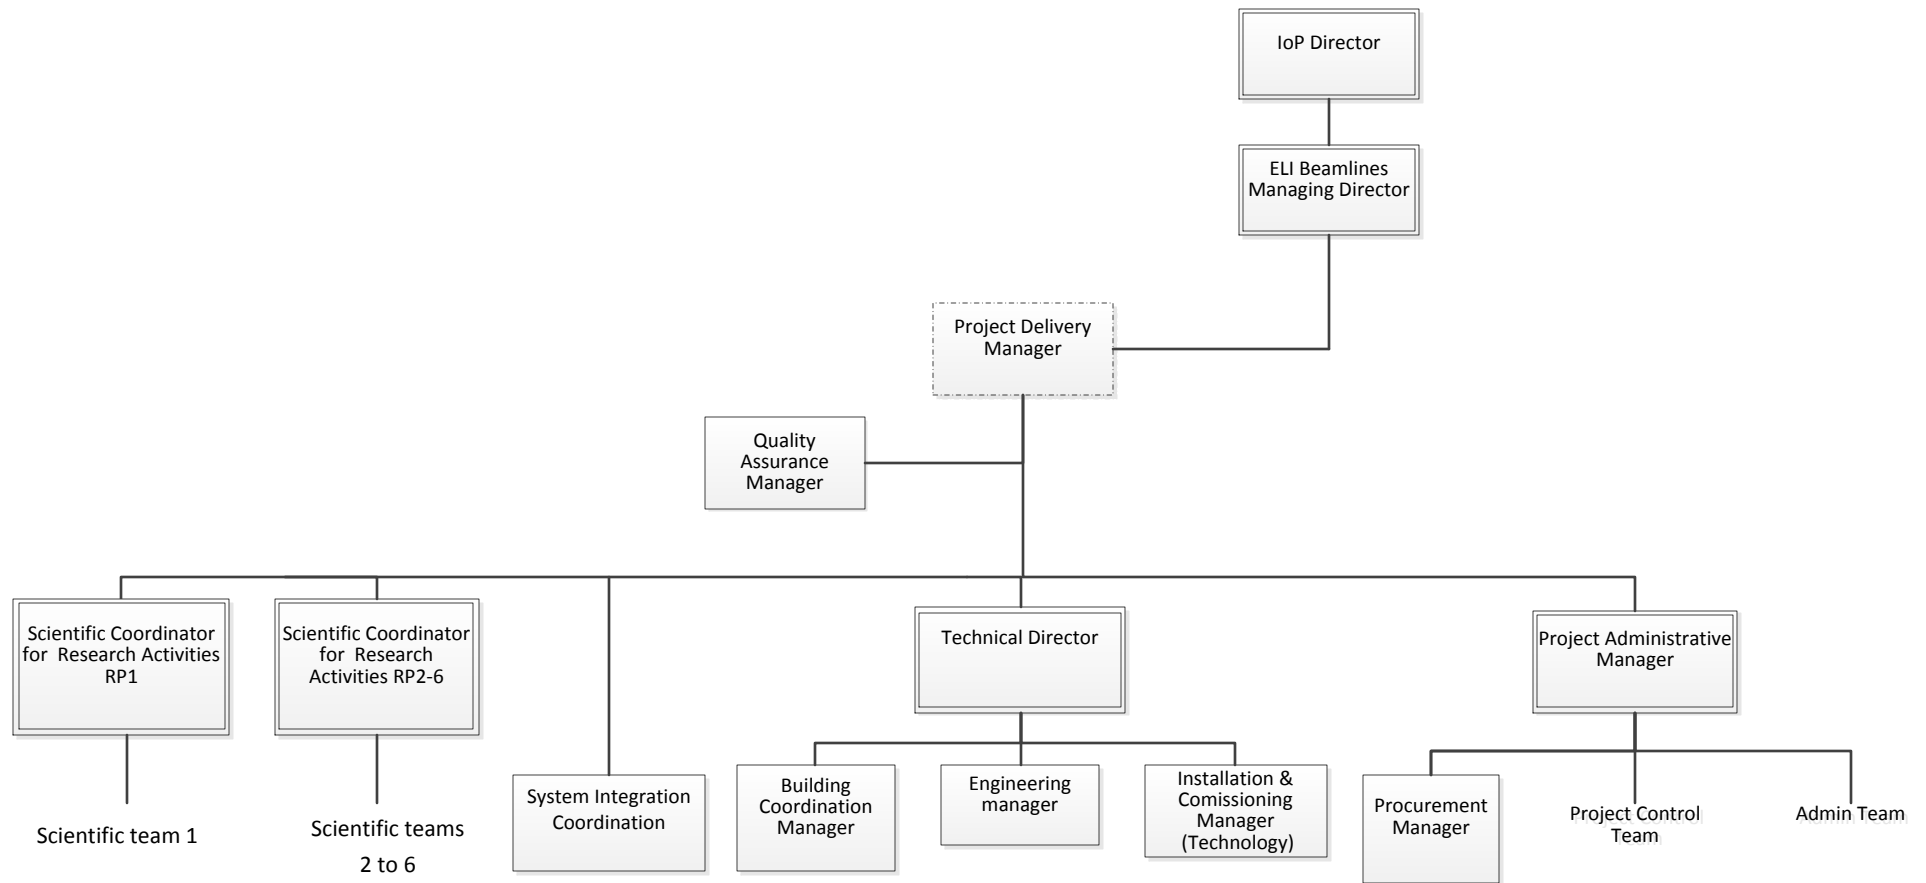 IoP Director
ELI Beamlines
Managing Director
Project Delivery
Manager
Quality
Assurance
Manager
Scientific Coordinator
for Research Activities
RP1
Scientific Coordinator
for Research
Activities RP2-6
Technical Director
Project Administrative
Manager
Scientific team 1
Scientific teams
2 to 6
System Integration
Coordination
Building
Coordination
Manager
Engineering
manager
Installation &
Comissioning
Manager
(Technology)
Procurement
Manager
Project Control
Team
Admin Team